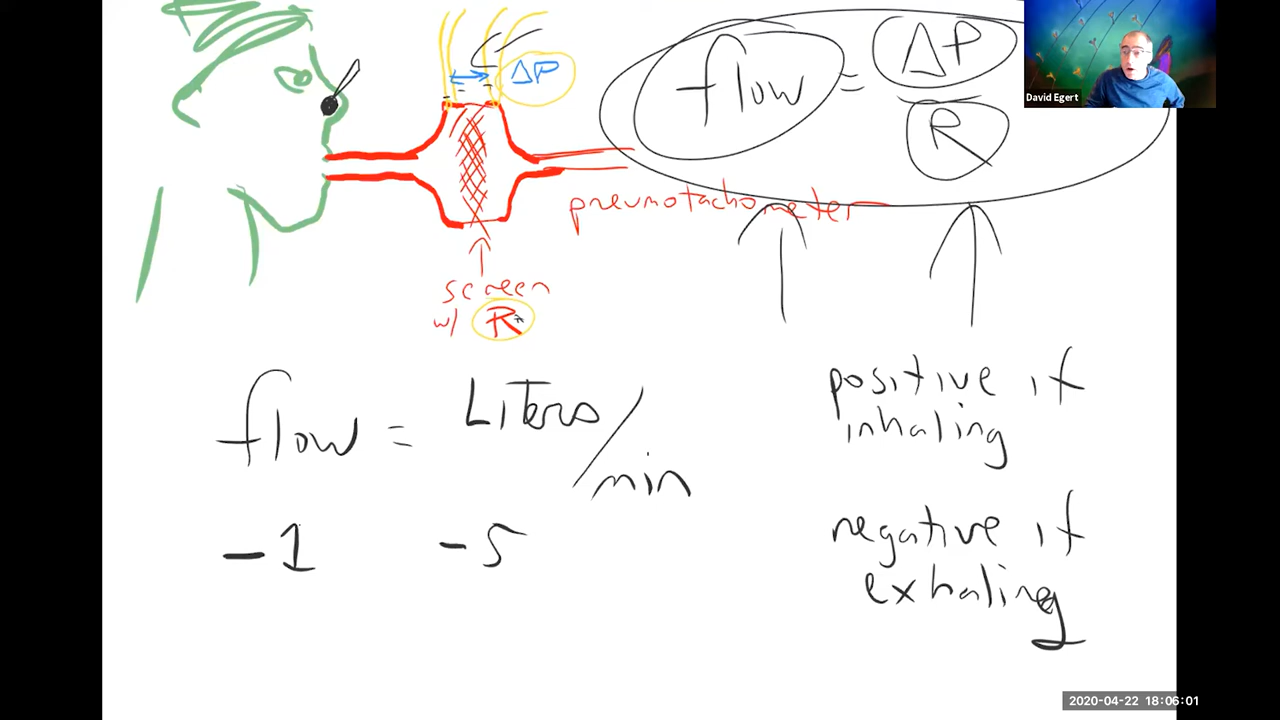 ΔP
flow = ΔP / R
David Egert
pneumotachometer
screen
w/ R
flow = Liters/min
positive if
inhaling
-1 -5
negative if
exhaling
2020-04-22 18:06:01